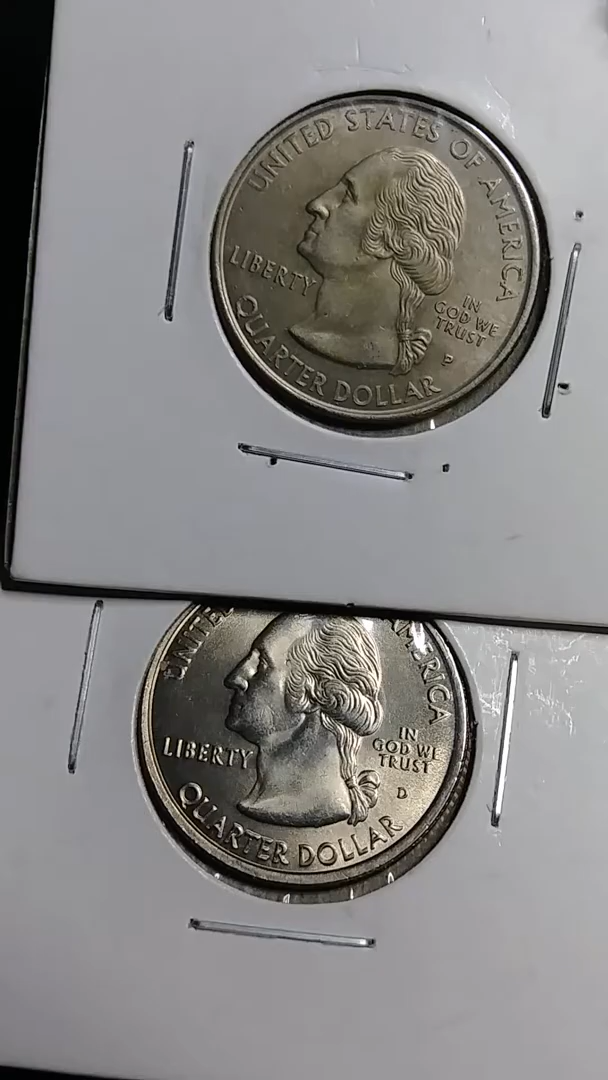 UNITED STATES OF AMERICA
LIBERTY
IN
GOD WE
TRUST
P
QUARTER DOLLAR
UNITED
AMERICA
LIBERTY
IN
GOD WE
TRUST
D
QUARTER DOLLAR